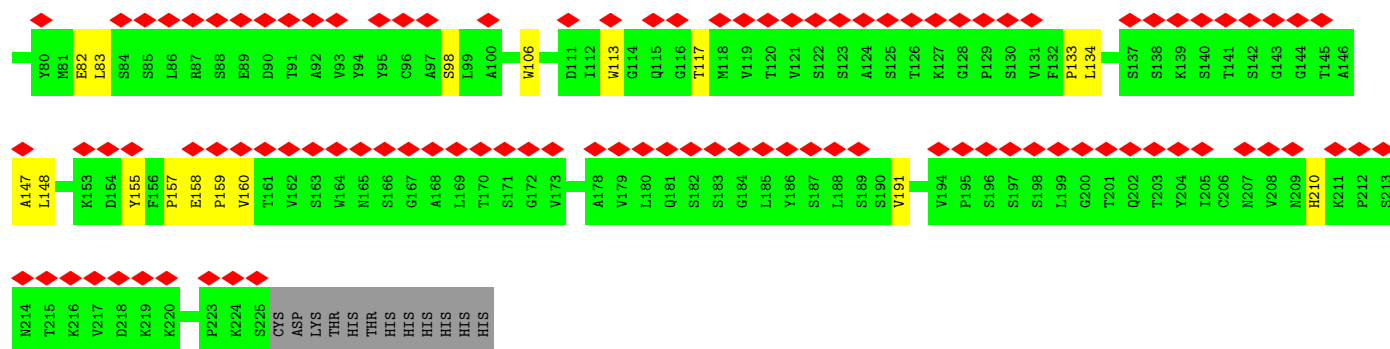 Y80 M81 E82 L83 S84 S85 L86 R87 S88 E89 D90 T91 A92 V93 Y94 Y95 C96 A97 S98 L99 A100 W106 D111 I112 W113 G114 Q115 G116 T117 M118 V119 T120 V121 S122 S123 A124 S125 T126 K127 G128 P129 S130 V131 F132 P133 L134 S137 S138 K139 S140 T141 S142 G143 G144 T145 A146
A147 L148 K153 D154 Y155 F156 P157 E158 P159 V160 T161 V162 S163 W164 N165 S166 G167 A168 L169 T170 S171 G172 V173 A178 V179 L180 Q181 S182 S183 G184 L185 Y186 S187 L188 S189 S190 V191 V194 P195 S196 S197 S198 L199 G200 T201 Q202 T203 Y204 I205 C206 N207 V208 N209 H210 K211 P212 S213
N214 T215 K216 V217 D218 K219 K220 P223 K224 S225 CYS ASP LYS THR HIS THR HIS HIS HIS HIS HIS HIS